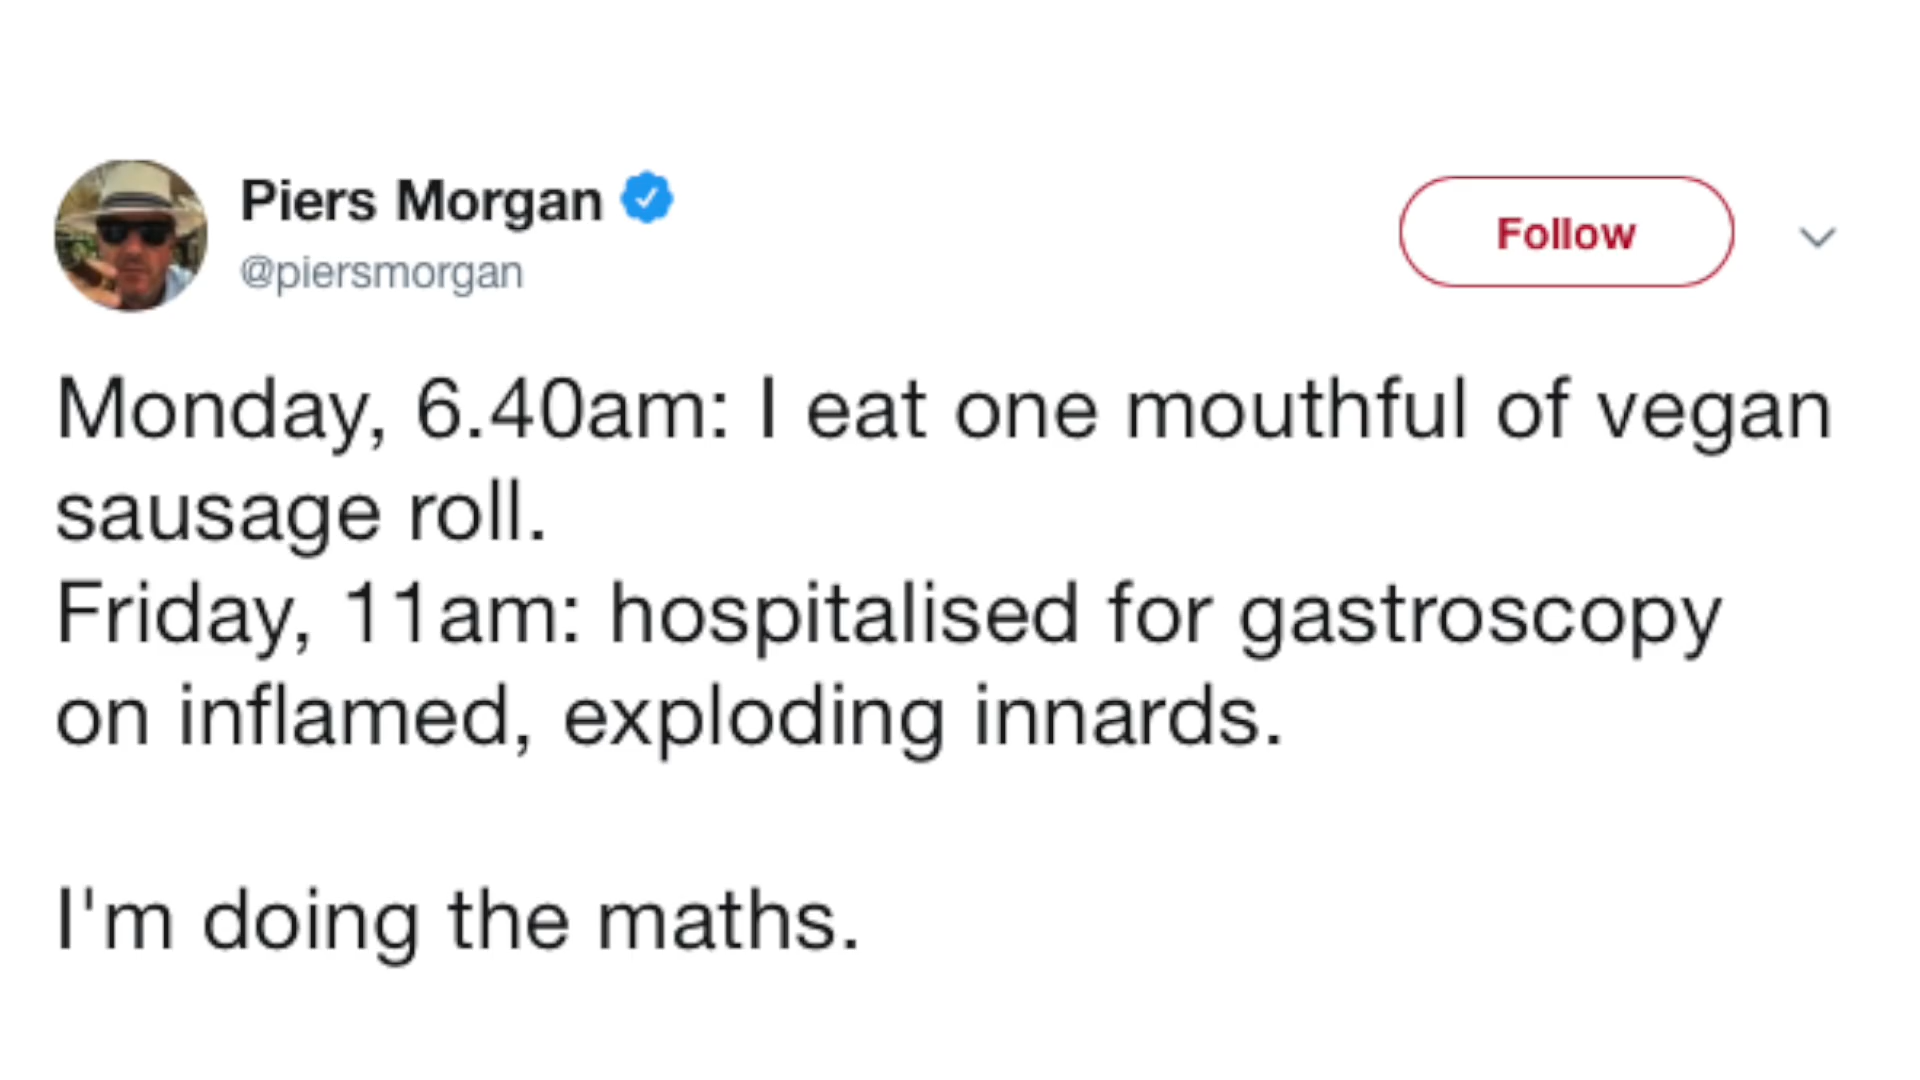 Piers Morgan
@piersmorgan
Follow
Monday, 6.40am: I eat one mouthful of vegan
sausage roll.
Friday, 11am: hospitalised for gastroscopy
on inflamed, exploding innards.
I'm doing the maths.